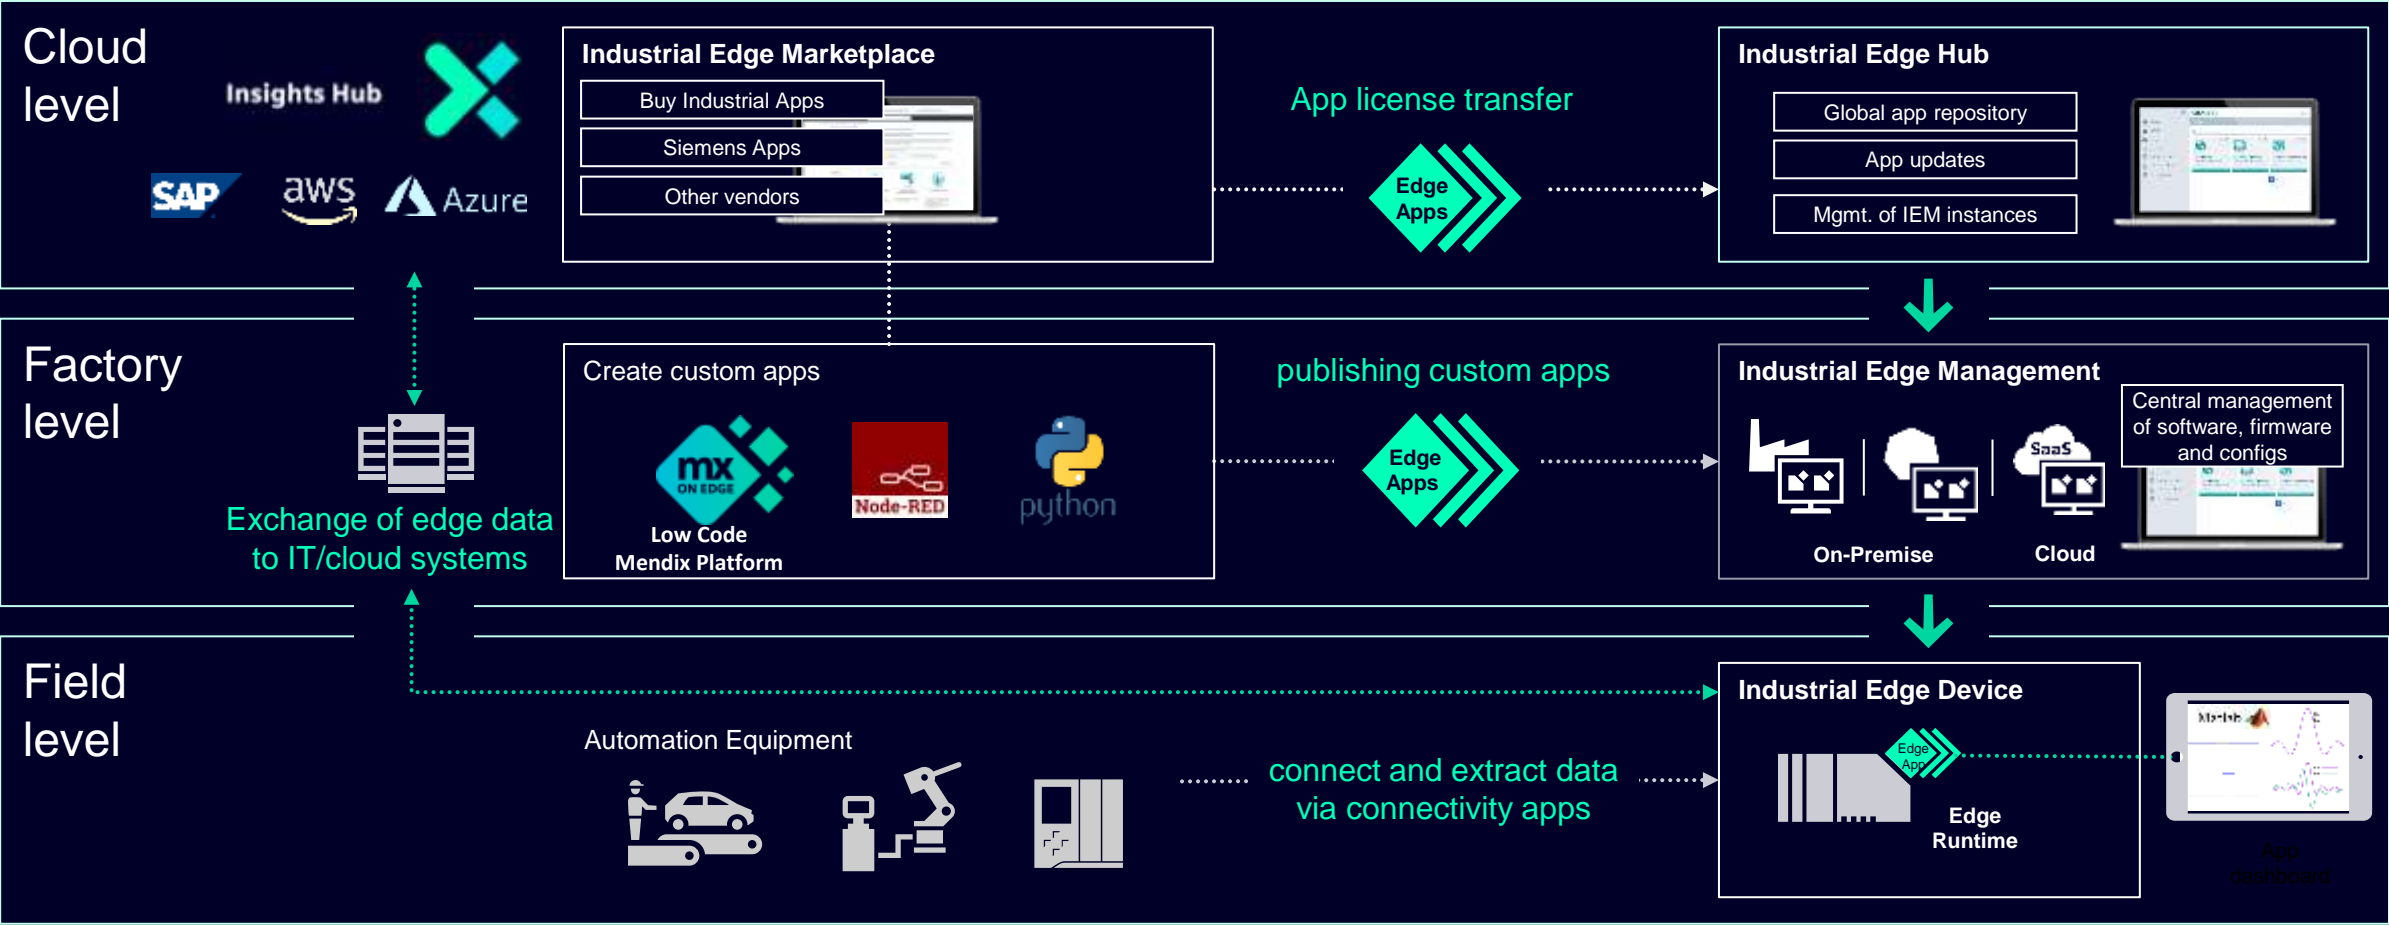 Cloud
level
Insights Hub
SAP
aws
Azure
Industrial Edge Marketplace
Buy Industrial Apps
Siemens Apps
Other vendors
App license transfer
Edge
Apps
Industrial Edge Hub
Global app repository
App updates
Mgmt. of IEM instances
Factory
level
Exchange of edge data
to IT/cloud systems
Create custom apps
mx
ON EDGE
Low Code
Mendix Platform
Node-RED
python
publishing custom apps
Edge
Apps
Industrial Edge Management
Central management
of software, firmware
and configs
SaaS
On-Premise
Cloud
Field
level
Automation Equipment
connect and extract data
via connectivity apps
Industrial Edge Device
Edge
App
Edge
Runtime
Matlab
App
dashboard